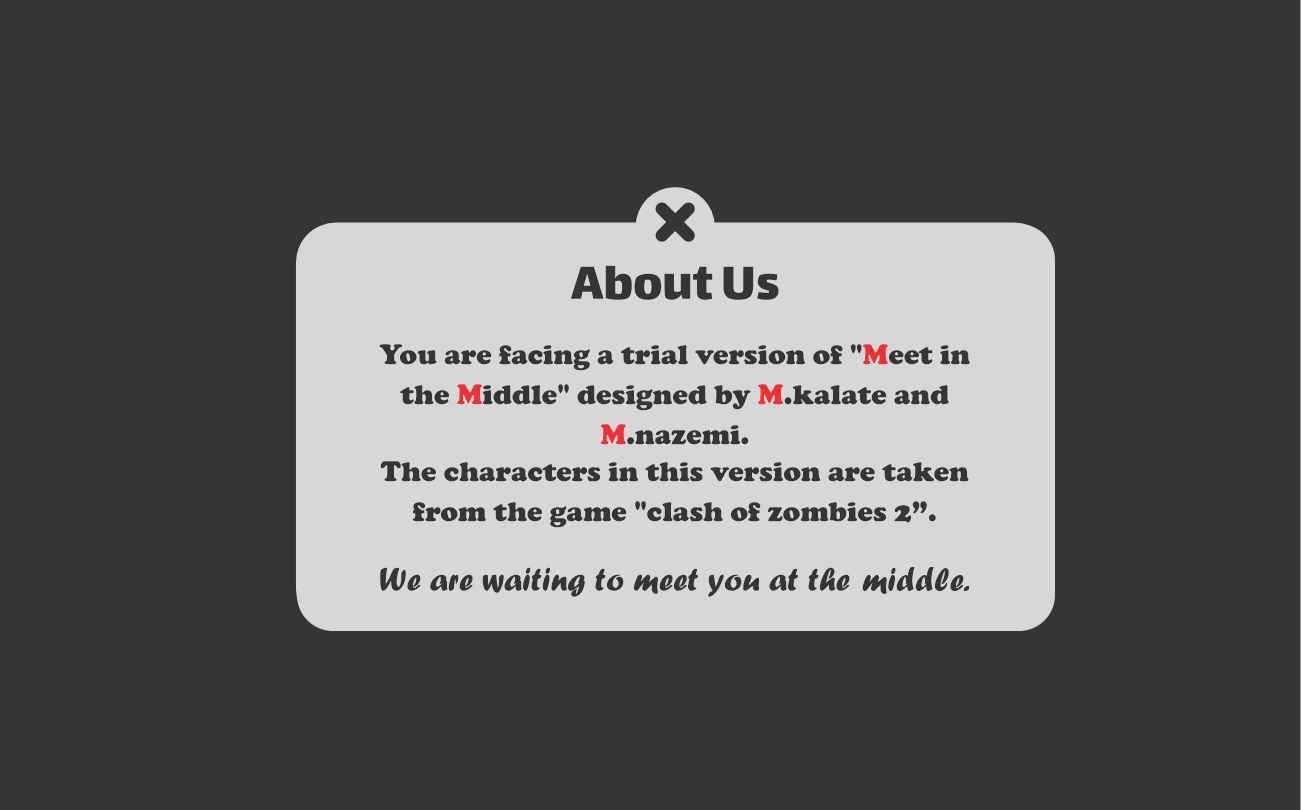 About Us
You are facing a trial version of "Meet in
the Middle" designed by M.kalate and
M.nazemi.
The characters in this version are taken
from the game "clash of zombies 2”.
We are waiting to meet you at the middle.